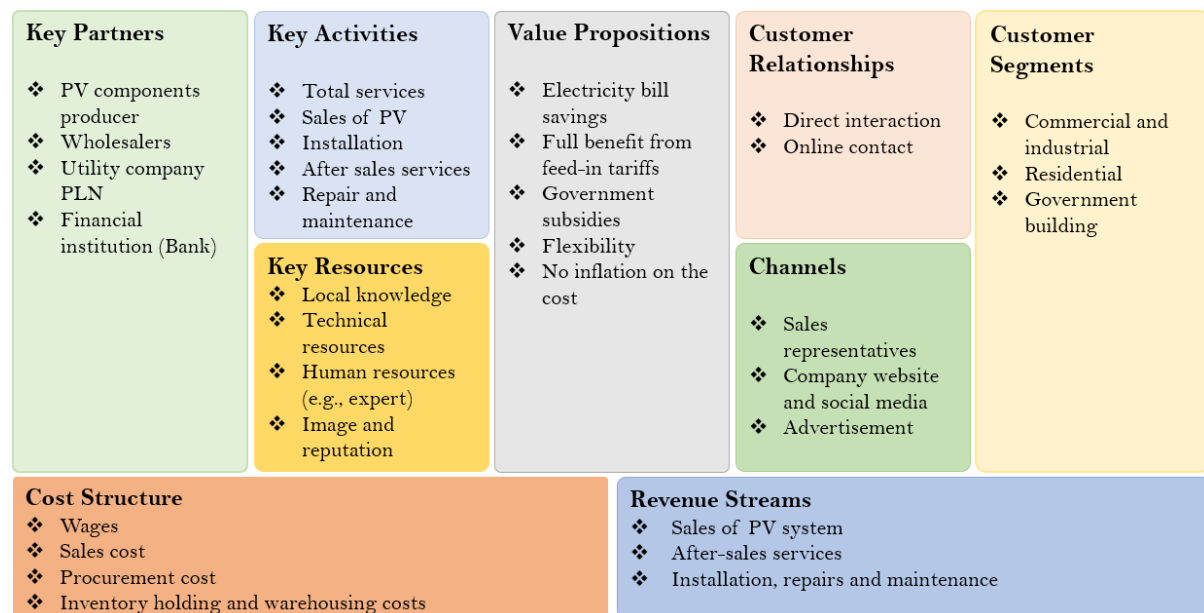 Key Partners
❖ PV components
producer
❖ Wholesalers
❖ Utility company
PLN
❖ Financial
institution (Bank)
Key Activities
❖ Total services
❖ Sales of PV
❖ Installation
❖ After sales services
❖ Repair and
maintenance
Key Resources
❖ Local knowledge
❖ Technical
resources
❖ Human resources
(e.g., expert)
❖ Image and
reputation
Value Propositions
❖ Electricity bill
savings
❖ Full benefit from
feed-in tariffs
❖ Government
subsidies
❖ Flexibility
❖ No inflation on the
cost
Customer
Relationships
❖ Direct interaction
❖ Online contact
Channels
❖ Sales
representatives
❖ Company website
and social media
❖ Advertisement
Customer
Segments
❖ Commercial and
industrial
❖ Residential
❖ Government
building
Cost Structure
❖ Wages
❖ Sales cost
❖ Procurement cost
❖ Inventory holding and warehousing costs
Revenue Streams
❖ Sales of PV system
❖ After-sales services
❖ Installation, repairs and maintenance